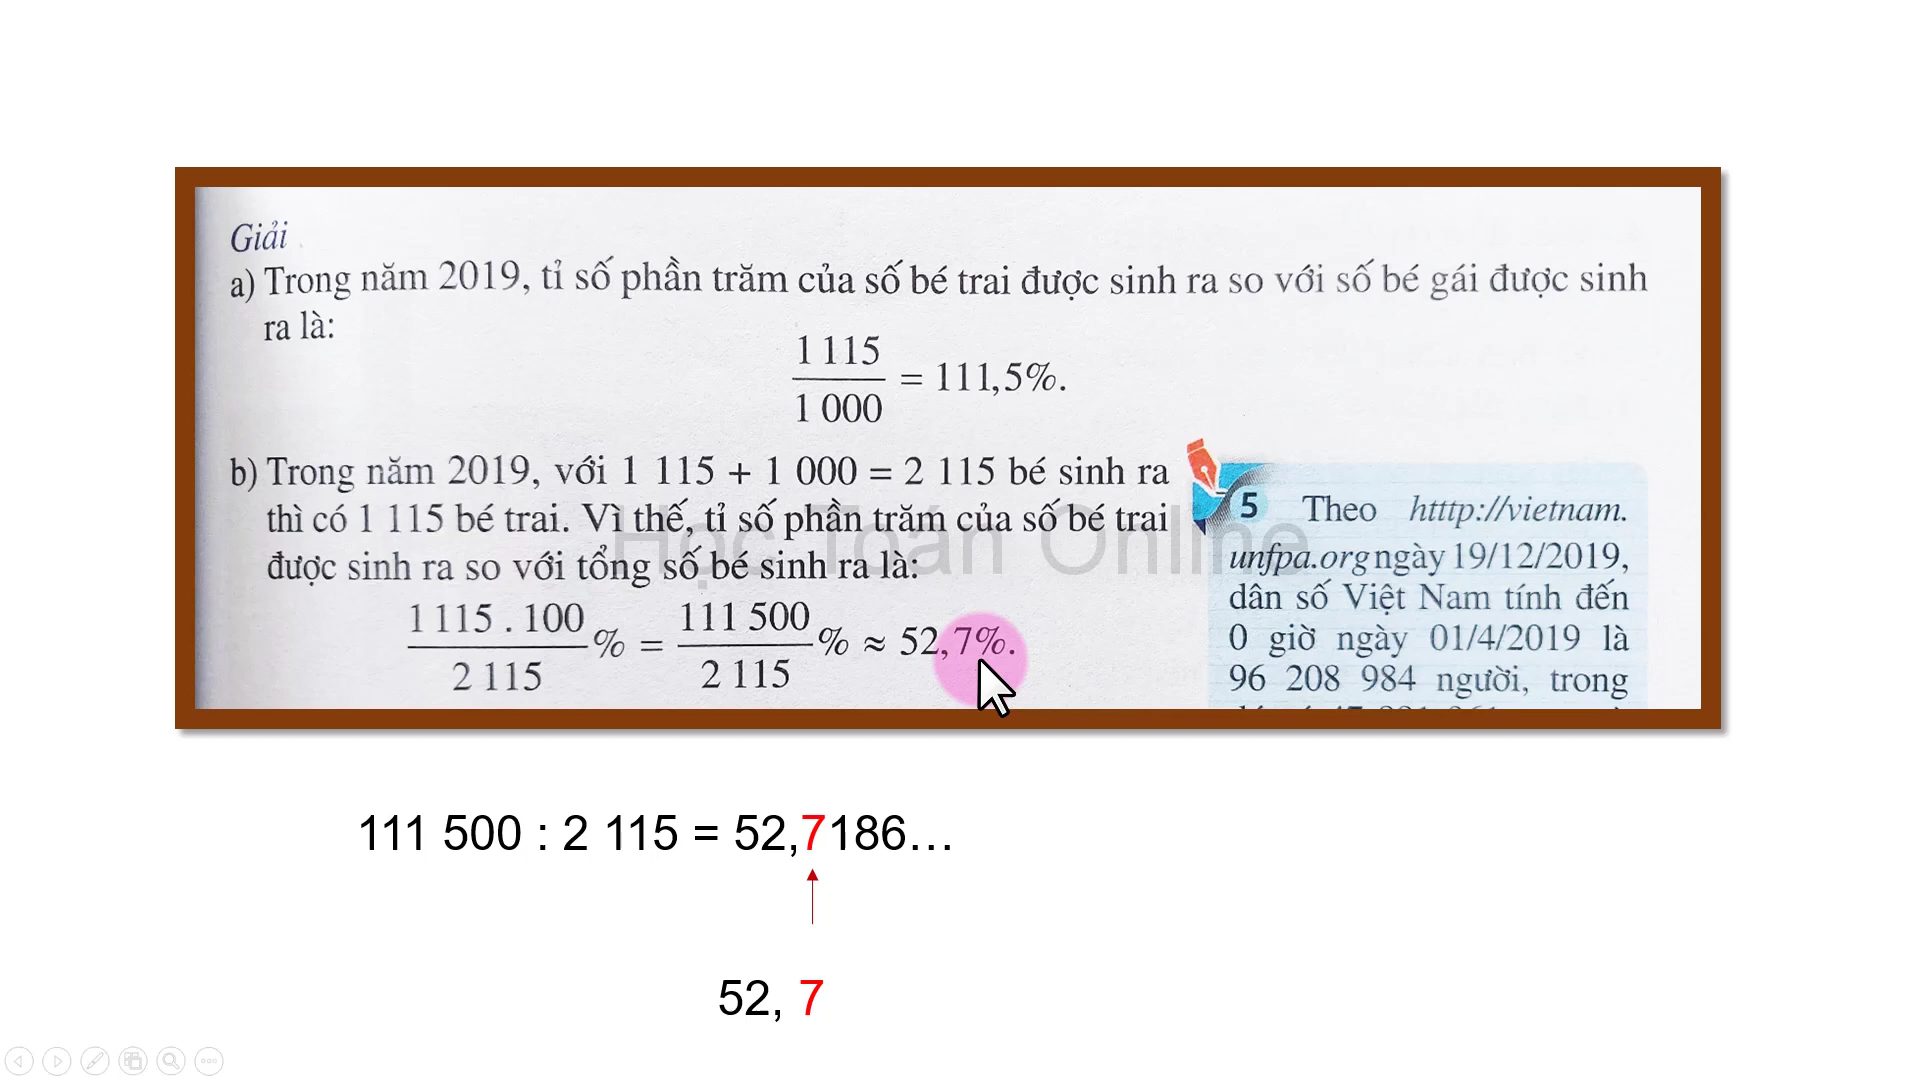 Giải
a) Trong năm 2019, tỉ số phần trăm của số bé trai được sinh ra so với số bé gái được sinh
ra là:
1 115
1 000
= 111,5%.
b) Trong năm 2019, với 1 115 + 1 000 = 2 115 bé sinh ra
thì có 1 115 bé trai. Vì thế, tỉ số phần trăm của số bé trai
được sinh ra so với tổng số bé sinh ra là:
1 115 . 100
2 115
% =
111 500
2 115
% ≈ 52,7%.
5 Theo htttp://vietnam.
unfpa.org ngày 19/12/2019,
dân số Việt Nam tính đến
0 giờ ngày 01/4/2019 là
96 208 984 người, trong
Học Toán Online
111 500 : 2 115 = 52,7186...
52, 7